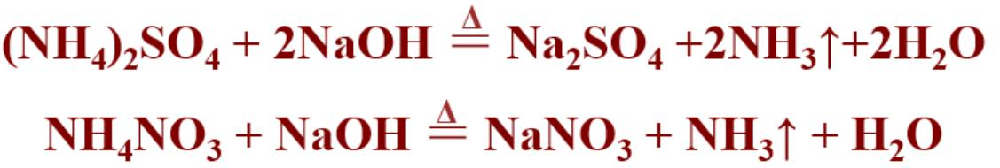 (NH₄)₂SO₄ + 2NaOH ≜ Na₂SO₄ +2NH₃↑+2H₂O
NH₄NO₃ + NaOH ≜ NaNO₃ + NH₃↑ + H₂O